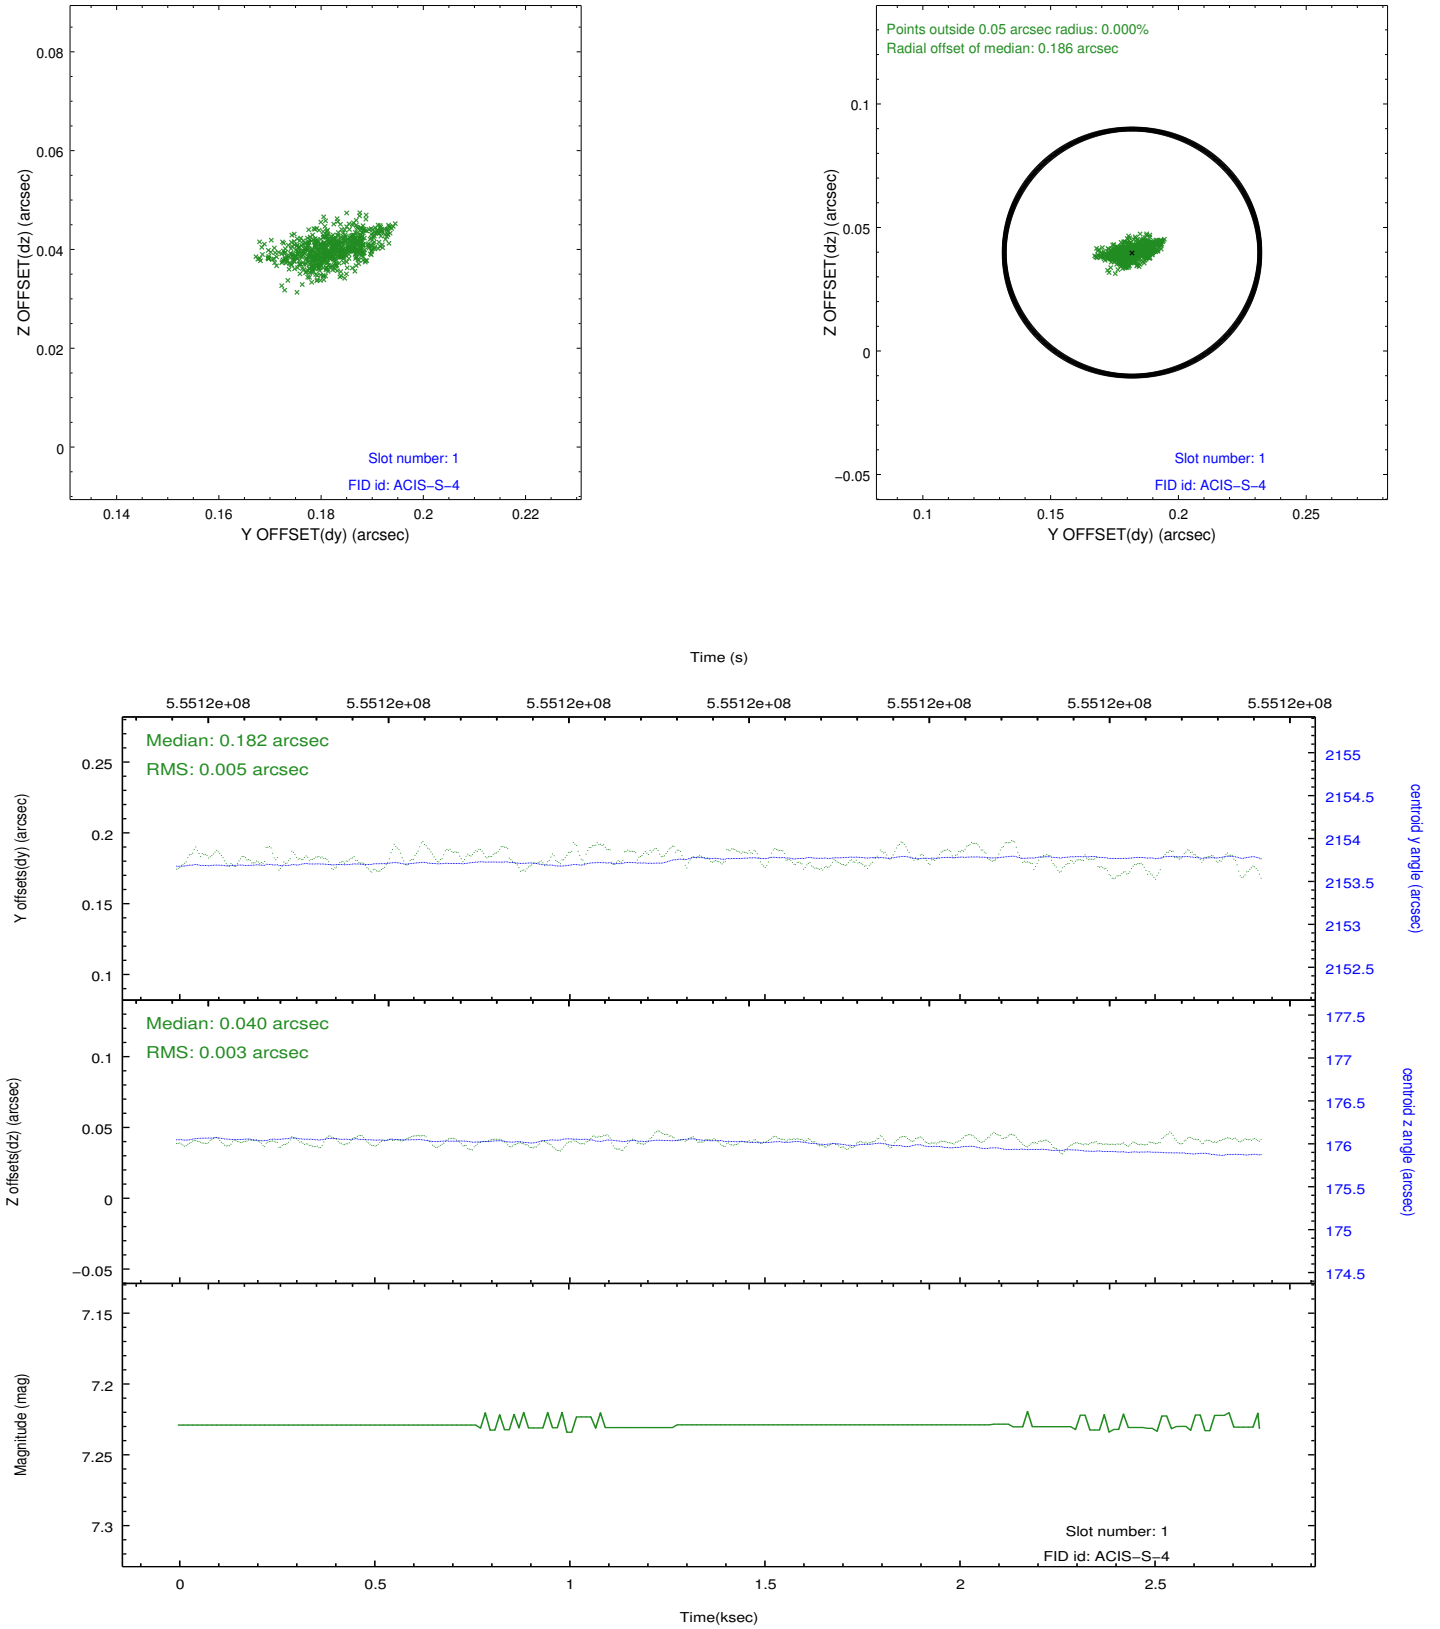 0.08
0.06
0.04
0.02
0
Z OFFSET(dz) (arcsec)
Slot number: 1
FID id: ACIS−S−4
0.14 0.16 0.18 0.2 0.22
Y OFFSET(dy) (arcsec)
Points outside 0.05 arcsec radius: 0.000%
Radial offset of median: 0.186 arcsec
0.1
0.05
0
−0.05
Z OFFSET(dz) (arcsec)
Slot number: 1
FID id: ACIS−S−4
0.1 0.15 0.2 0.25
Y OFFSET(dy) (arcsec)
Time (s)
5.5512e+08 5.5512e+08 5.5512e+08 5.5512e+08 5.5512e+08 5.5512e+08 5.5512e+08
Median: 0.182 arcsec
RMS: 0.005 arcsec
0.25
0.2
0.15
0.1
Y offsets(dy) (arcsec)
2155
2154.5
2154
2153.5
2153
2152.5
centroid y angle (arcsec)
Median: 0.040 arcsec
RMS: 0.003 arcsec
0.1
0.05
0
−0.05
Z offsets(dz) (arcsec)
177.5
177
176.5
176
175.5
175
174.5
centroid z angle (arcsec)
7.15
7.2
7.25
7.3
Magnitude (mag)
Slot number: 1
FID id: ACIS−S−4
0 0.5 1 1.5 2 2.5
Time(ksec)